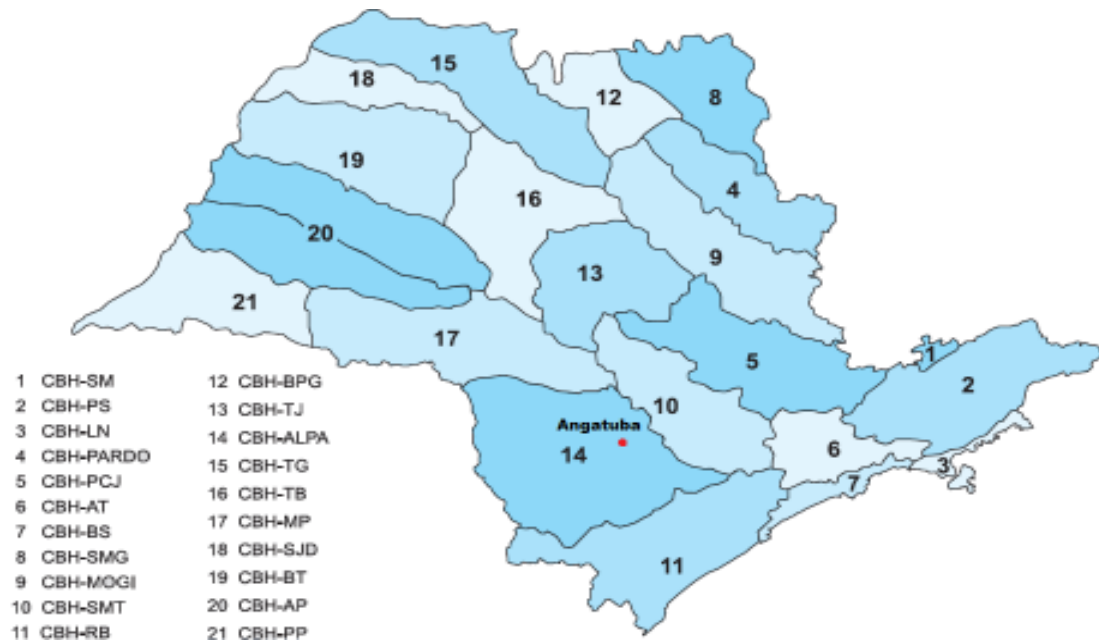 15
18
12
8
19
4
16
20
9
13
21
17
1
5
2
10
Angatuba
14
6
3
7
11
1 CBH-SM
2 CBH-PS
3 CBH-LN
4 CBH-PARDO
5 CBH-PCJ
6 CBH-AT
7 CBH-BS
8 CBH-SMG
9 CBH-MOGI
10 CBH-SMT
11 CBH-RB
12 CBH-BPG
13 CBH-TJ
14 CBH-ALPA
15 CBH-TG
16 CBH-TB
17 CBH-MP
18 CBH-SJD
19 CBH-BT
20 CBH-AP
21 CBH-PP